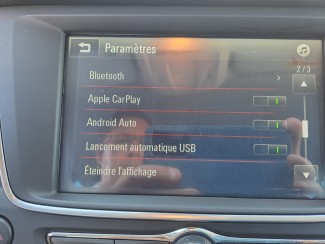 Paramètres
Bluetooth
2/3
Apple CarPlay
Android Auto
Lancement automatique USB
Éteindre l'affichage